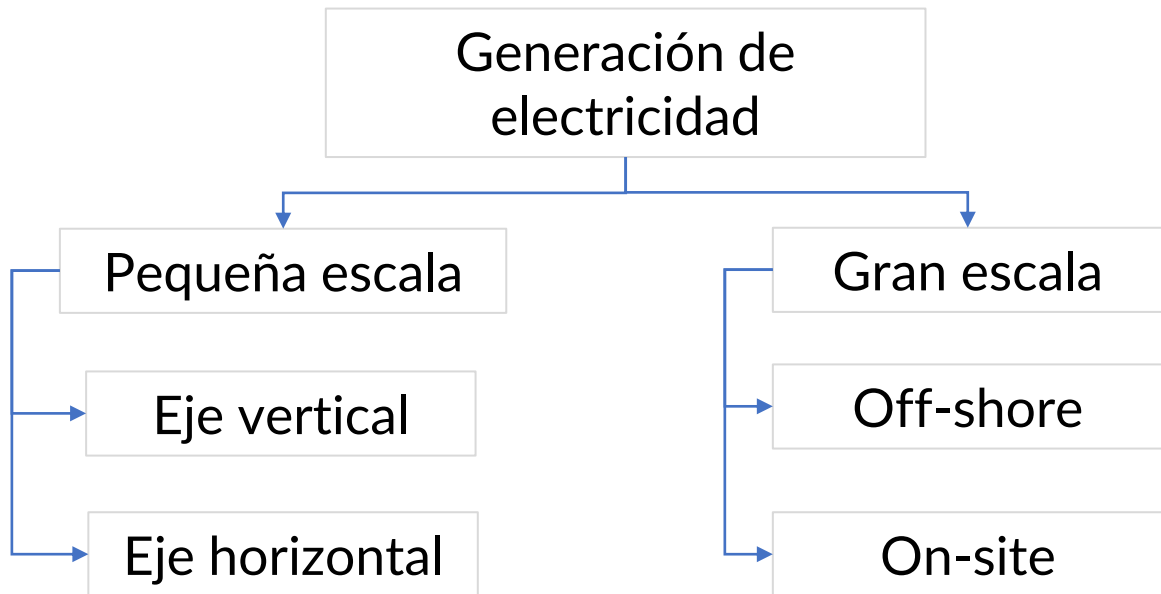 Generación de
electricidad
Pequeña escala
Gran escala
Eje vertical
Off-shore
Eje horizontal
On-site